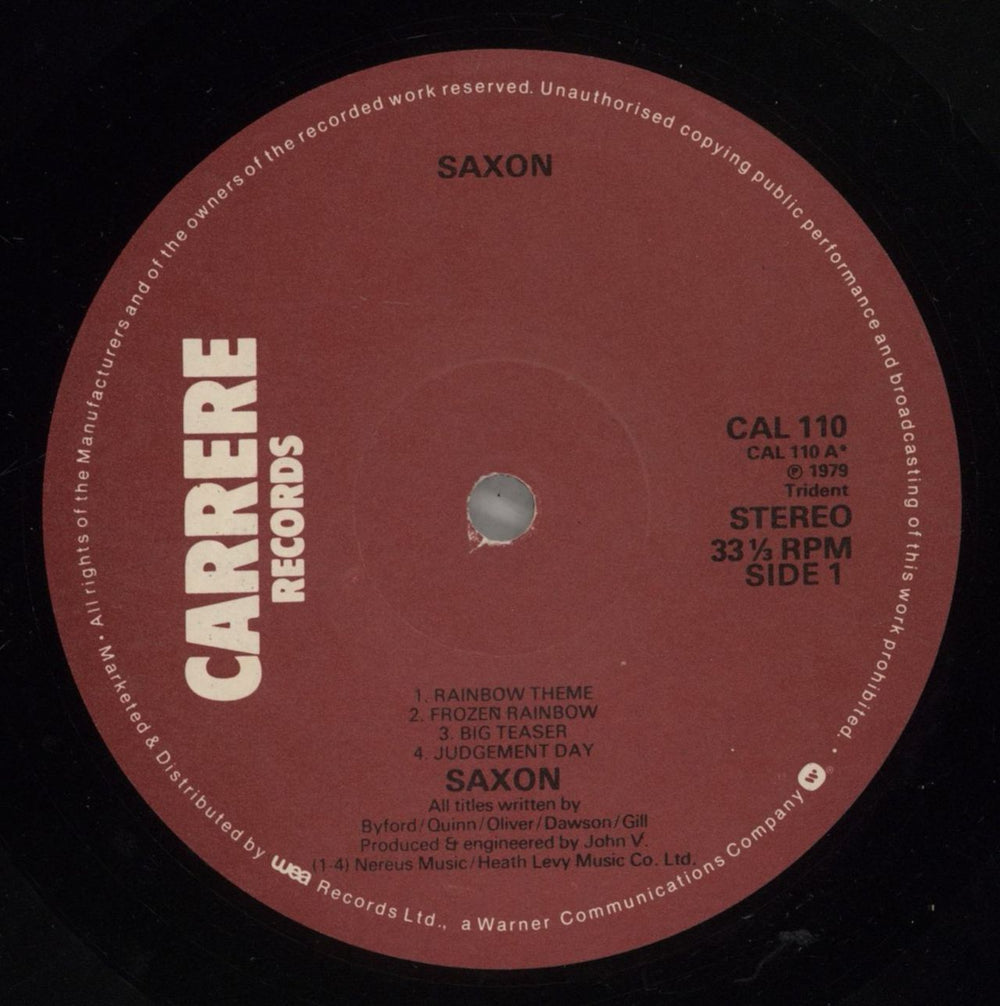 SAXON
CARRERE
RECORDS
CAL 110
CAL 110 A*
℗ 1979
Trident
STEREO
33 ⅓ RPM
SIDE 1
1. RAINBOW THEME
2. FROZEN RAINBOW
3. BIG TEASER
4. JUDGEMENT DAY
SAXON
All titles written by
Byford/Quinn/Oliver/Dawson/Gill
Produced & engineered by John V.
(1-4) Nereus Music/Heath Levy Music Co. Ltd.
• All rights of the Manufacturers and of the owners of the recorded work reserved. Unauthorised copying public performance and broadcasting of this work prohibited. •
Marketed & Distributed by wea Records Ltd., a Warner Communications Company